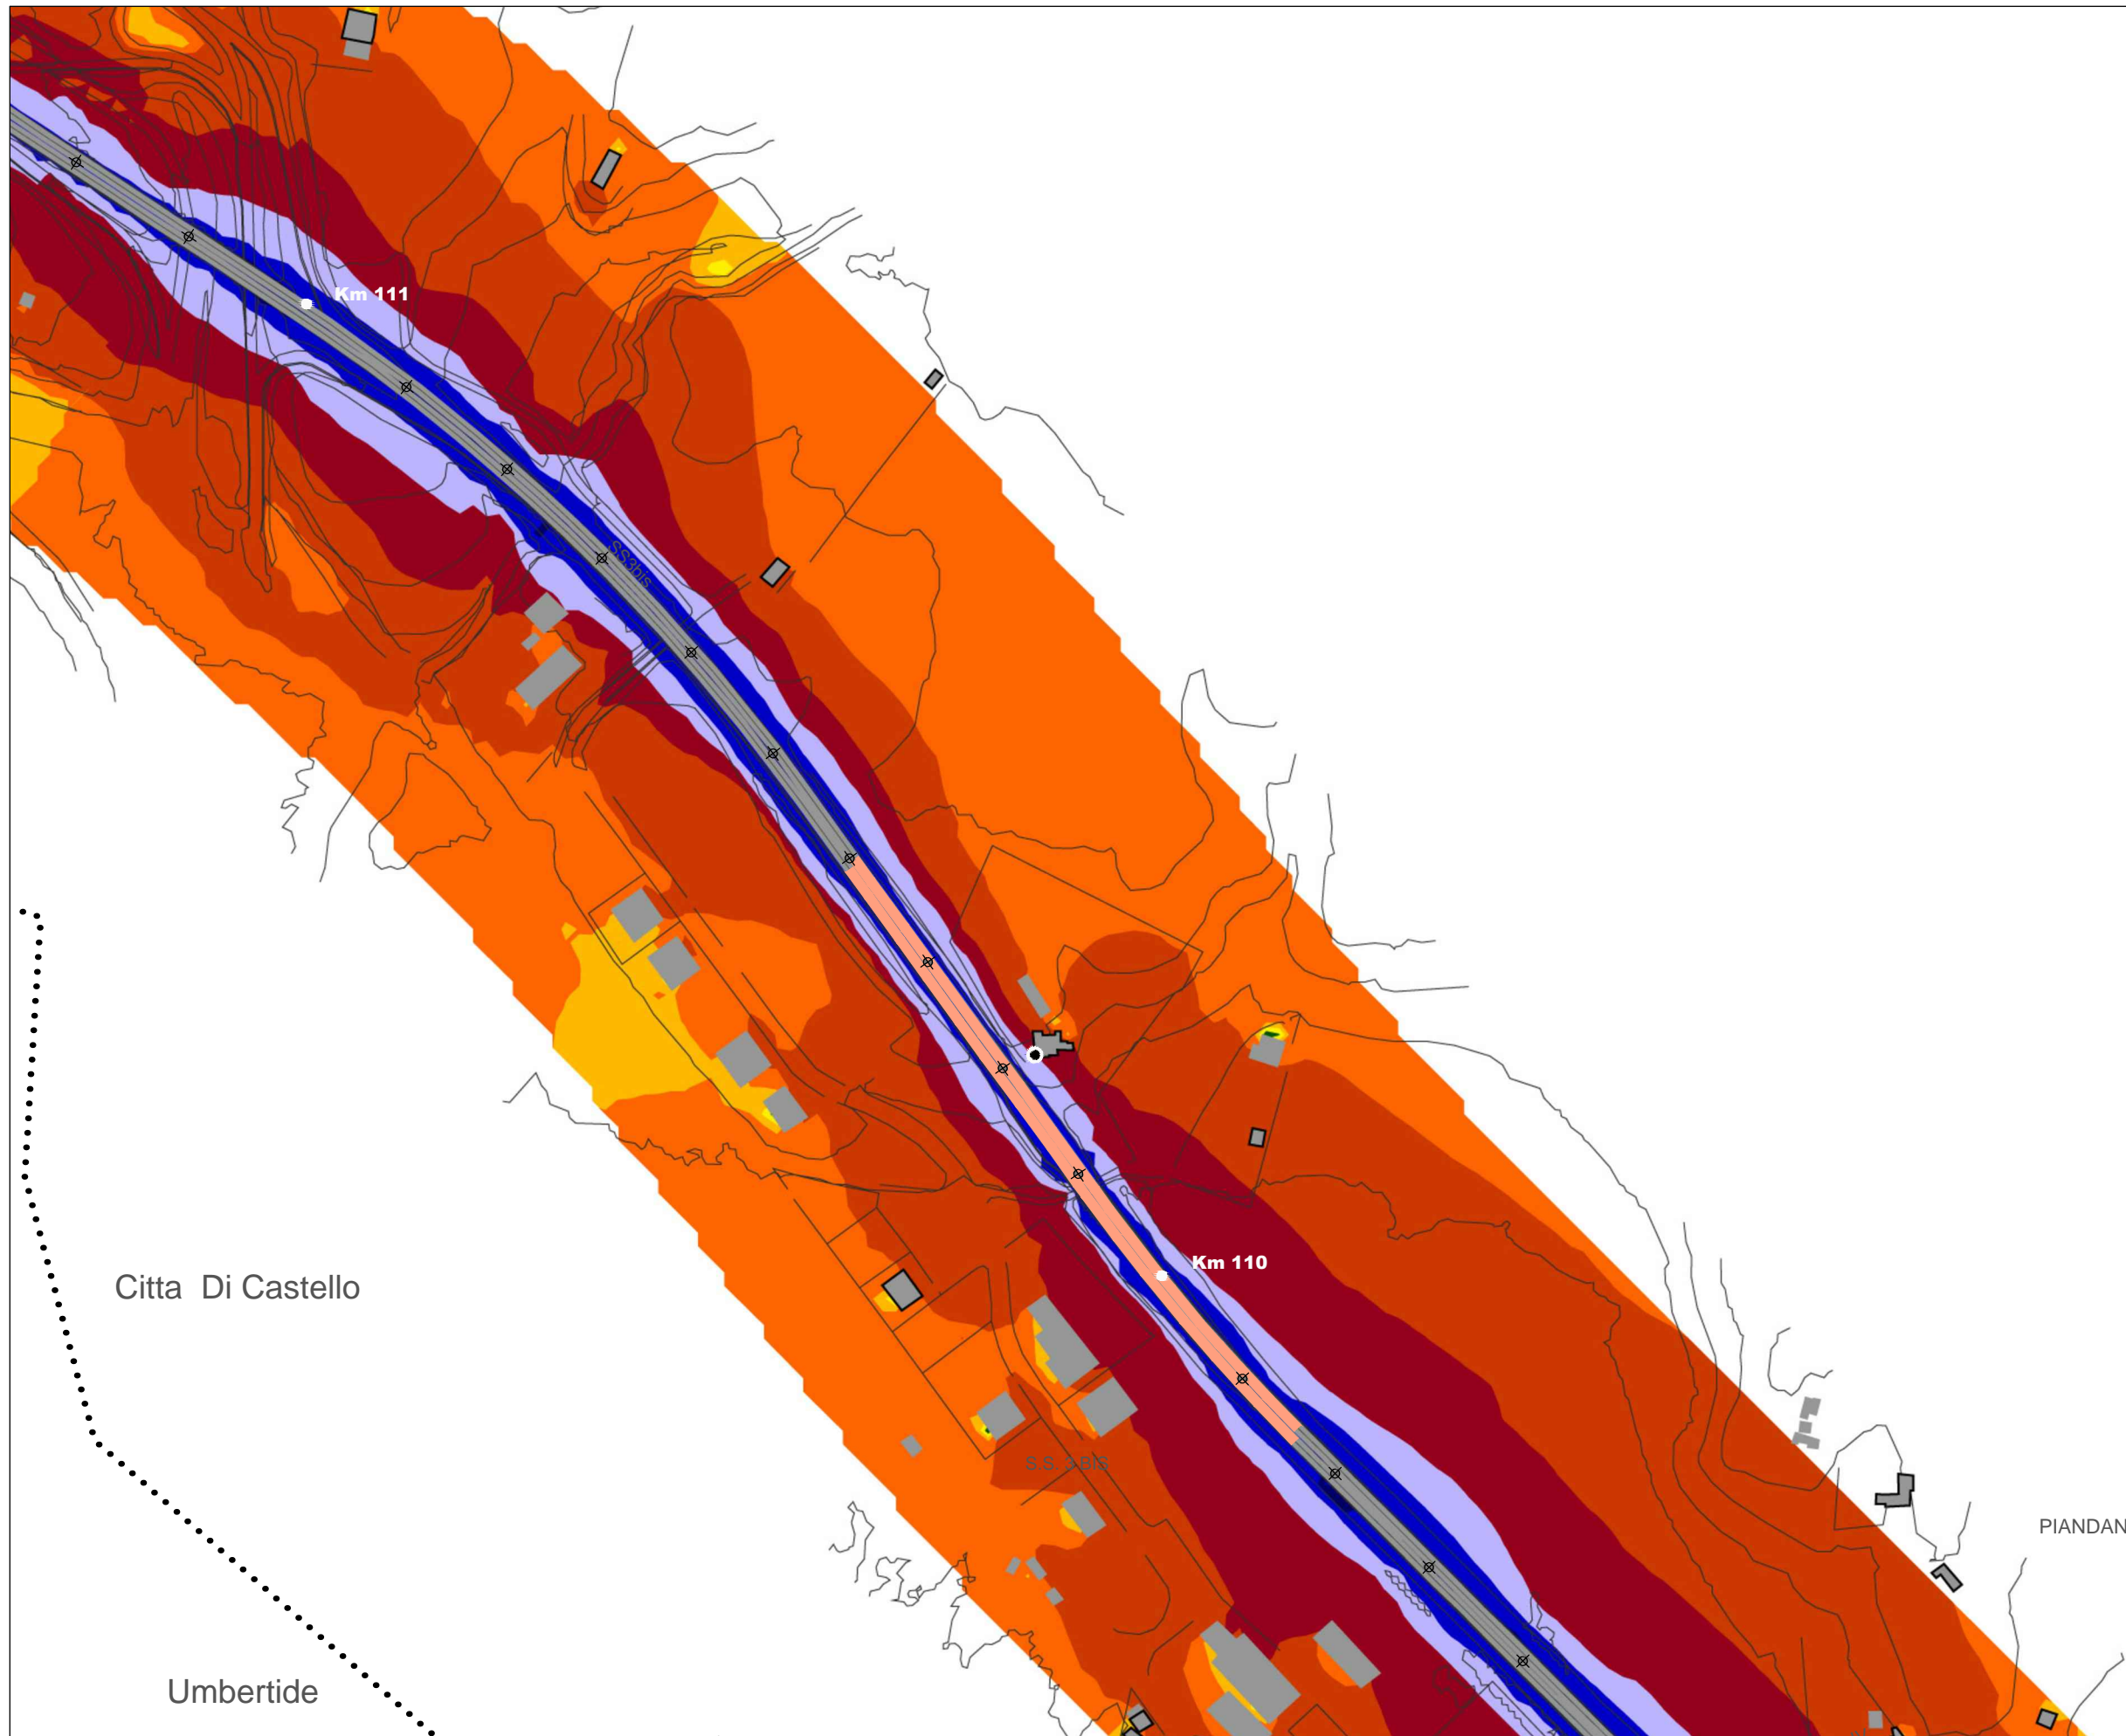 Km 111
SS3bis
Km 110
Citta Di Castello
S.S. 3 BIS
PIANDAN
Umbertide